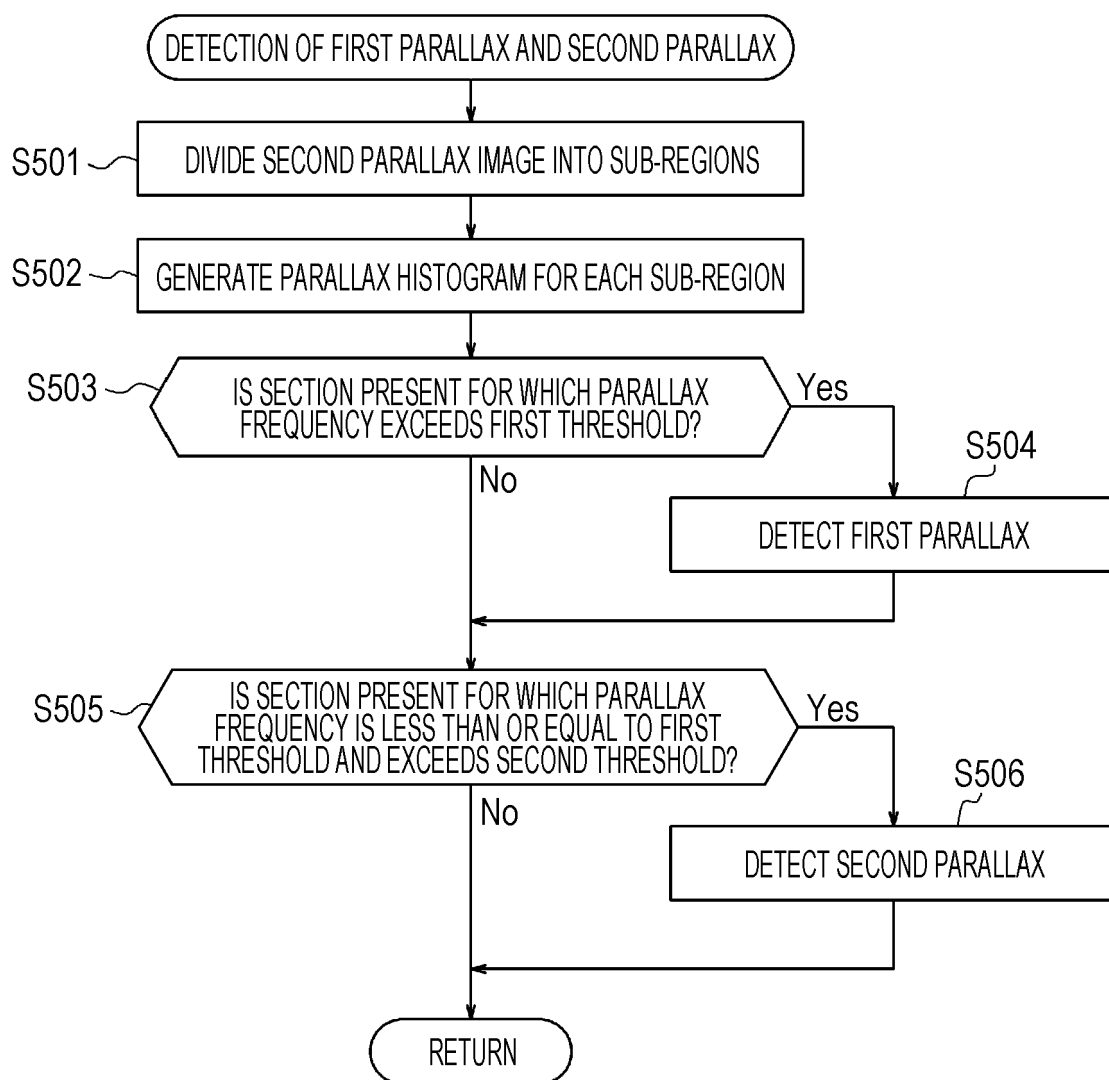 DETECTION OF FIRST PARALLAX AND SECOND PARALLAX
S501
DIVIDE SECOND PARALLAX IMAGE INTO SUB-REGIONS
S502
GENERATE PARALLAX HISTOGRAM FOR EACH SUB-REGION
S503
IS SECTION PRESENT FOR WHICH PARALLAX
FREQUENCY EXCEEDS FIRST THRESHOLD?
Yes
No
S504
DETECT FIRST PARALLAX
S505
IS SECTION PRESENT FOR WHICH PARALLAX
FREQUENCY IS LESS THAN OR EQUAL TO FIRST
THRESHOLD AND EXCEEDS SECOND THRESHOLD?
Yes
No
S506
DETECT SECOND PARALLAX
RETURN